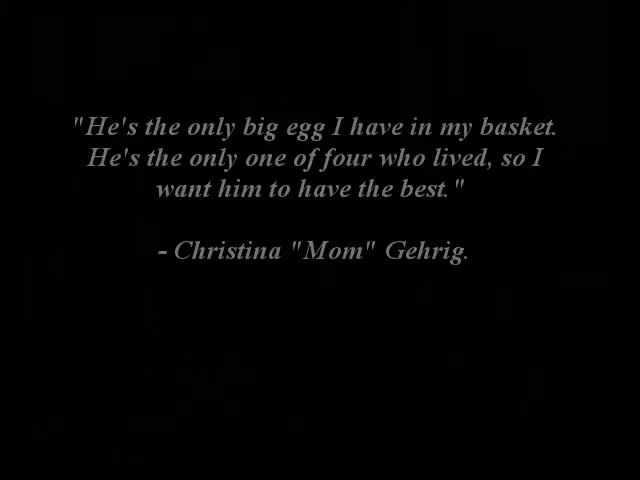 "He's the only big egg I have in my basket.
He's the only one of four who lived, so I
want him to have the best."
- Christina "Mom" Gehrig.